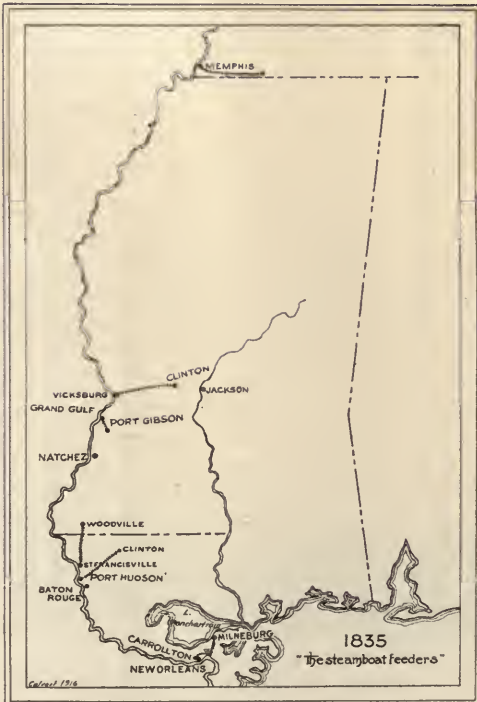 MEMPHIS
CLINTON
VICKSBURG
JACKSON
GRAND GULF
PORT GIBSON
NATCHEZ
WOODVILLE
CLINTON
ST FRANCISVILLE
PORT HUDSON
BATON
ROUGE
L.
Ponchartrain
MILNEBURG
CARROLLTON
NEW ORLEANS
1835
"The steamboat feeders"
1916